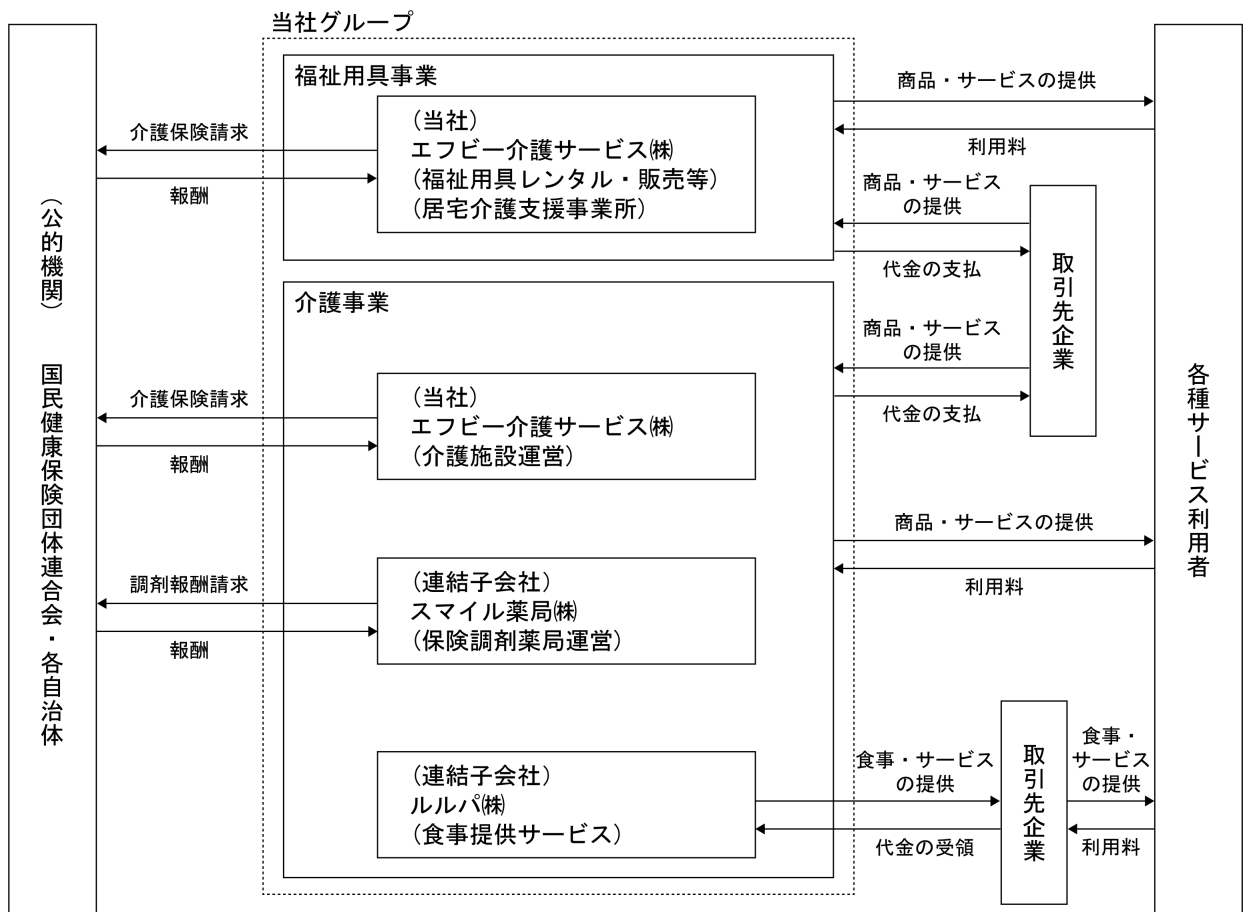 当社グループ
福祉用具事業
(当社)
エフビー介護サービス㈱
(福祉用具レンタル・販売等)
(居宅介護支援事業所)
介護保険請求
報酬
商品・サービスの提供
利用料
商品・サービス
の提供
代金の支払
取引先企業
介護事業
商品・サービス
の提供
代金の支払
(当社)
エフビー介護サービス㈱
(介護施設運営)
介護保険請求
報酬
商品・サービスの提供
利用料
(連結子会社)
スマイル薬局㈱
(保険調剤薬局運営)
調剤報酬請求
報酬
(連結子会社)
ルルパ㈱
(食事提供サービス)
食事・サービス
の提供
代金の受領
取引先企業
食事・
サービス
の提供
利用料
(公的機関) 国民健康保険団体連合会・各自治体
各種サービス利用者